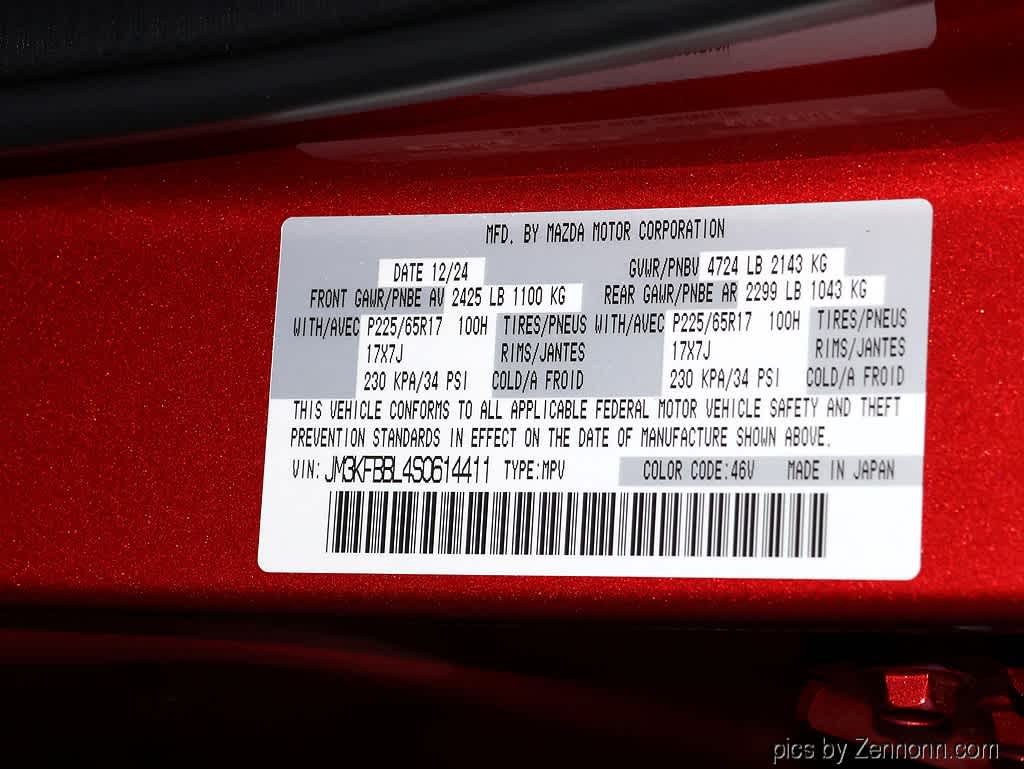 MFD. BY MAZDA MOTOR CORPORATION
DATE 12/24 GVWR/PNBV 4724 LB 2143 KG
FRONT GAWR/PNBE AV 2425 LB 1100 KG REAR GAWR/PNBE AR 2299 LB 1043 KG
WITH/AVEC P225/65R17 100H TIRES/PNEUS WITH/AVEC P225/65R17 100H TIRES/PNEUS
17X7J RIMS/JANTES 17X7J RIMS/JANTES
230 KPA/34 PSI COLD/A FROID 230 KPA/34 PSI COLD/A FROID
THIS VEHICLE CONFORMS TO ALL APPLICABLE FEDERAL MOTOR VEHICLE SAFETY AND THEFT
PREVENTION STANDARDS IN EFFECT ON THE DATE OF MANUFACTURE SHOWN ABOVE.
VIN: JM3KFBBL4S0614411 TYPE:MPV COLOR CODE:46V MADE IN JAPAN
pics by Zennonn.com